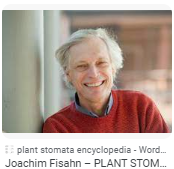 plant stomata encyclopedia - Word...
Joachim Fisahn – PLANT STOM...